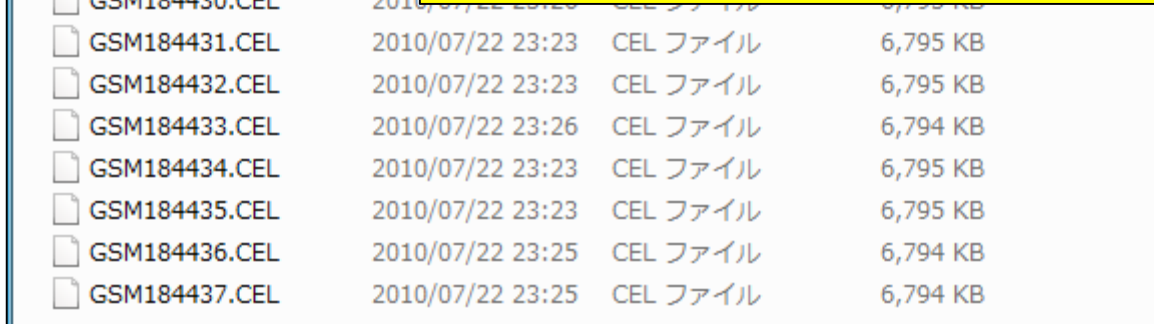 GSM184430.CEL
GSM184431.CEL 2010/07/22 23:23 CEL ファイル 6,795 KB
GSM184432.CEL 2010/07/22 23:23 CEL ファイル 6,795 KB
GSM184433.CEL 2010/07/22 23:26 CEL ファイル 6,794 KB
GSM184434.CEL 2010/07/22 23:23 CEL ファイル 6,795 KB
GSM184435.CEL 2010/07/22 23:23 CEL ファイル 6,795 KB
GSM184436.CEL 2010/07/22 23:25 CEL ファイル 6,794 KB
GSM184437.CEL 2010/07/22 23:25 CEL ファイル 6,794 KB